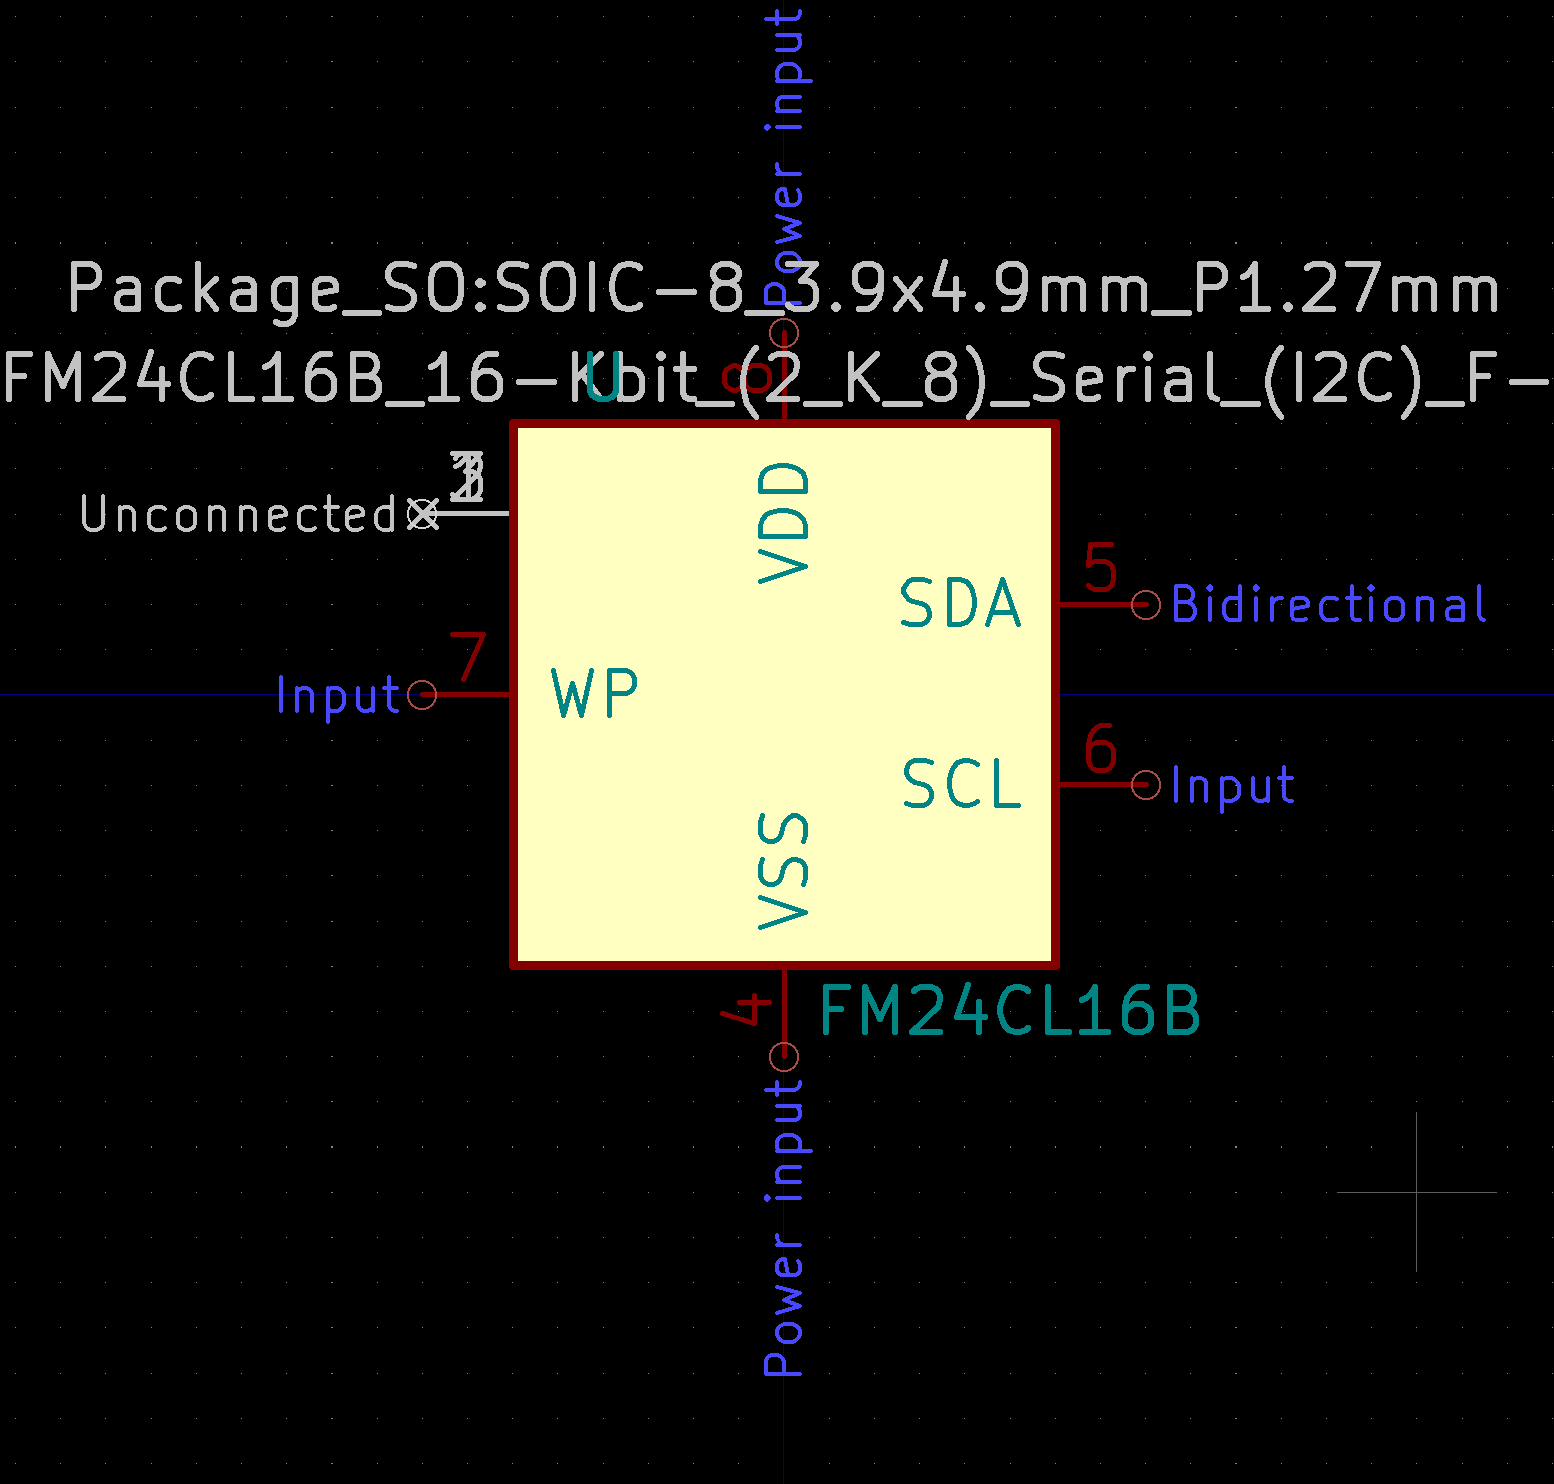 Power input
Package_SO:SOIC-8_3.9x4.9mm_P1.27mm
FM24CL16B_16-Kbit_(2_K_8)_Serial_(I2C)_F-
U
8
Unconnected
VDD
5
SDA
Bidirectional
7
Input
WP
6
SCL
Input
VSS
4
FM24CL16B
Power input